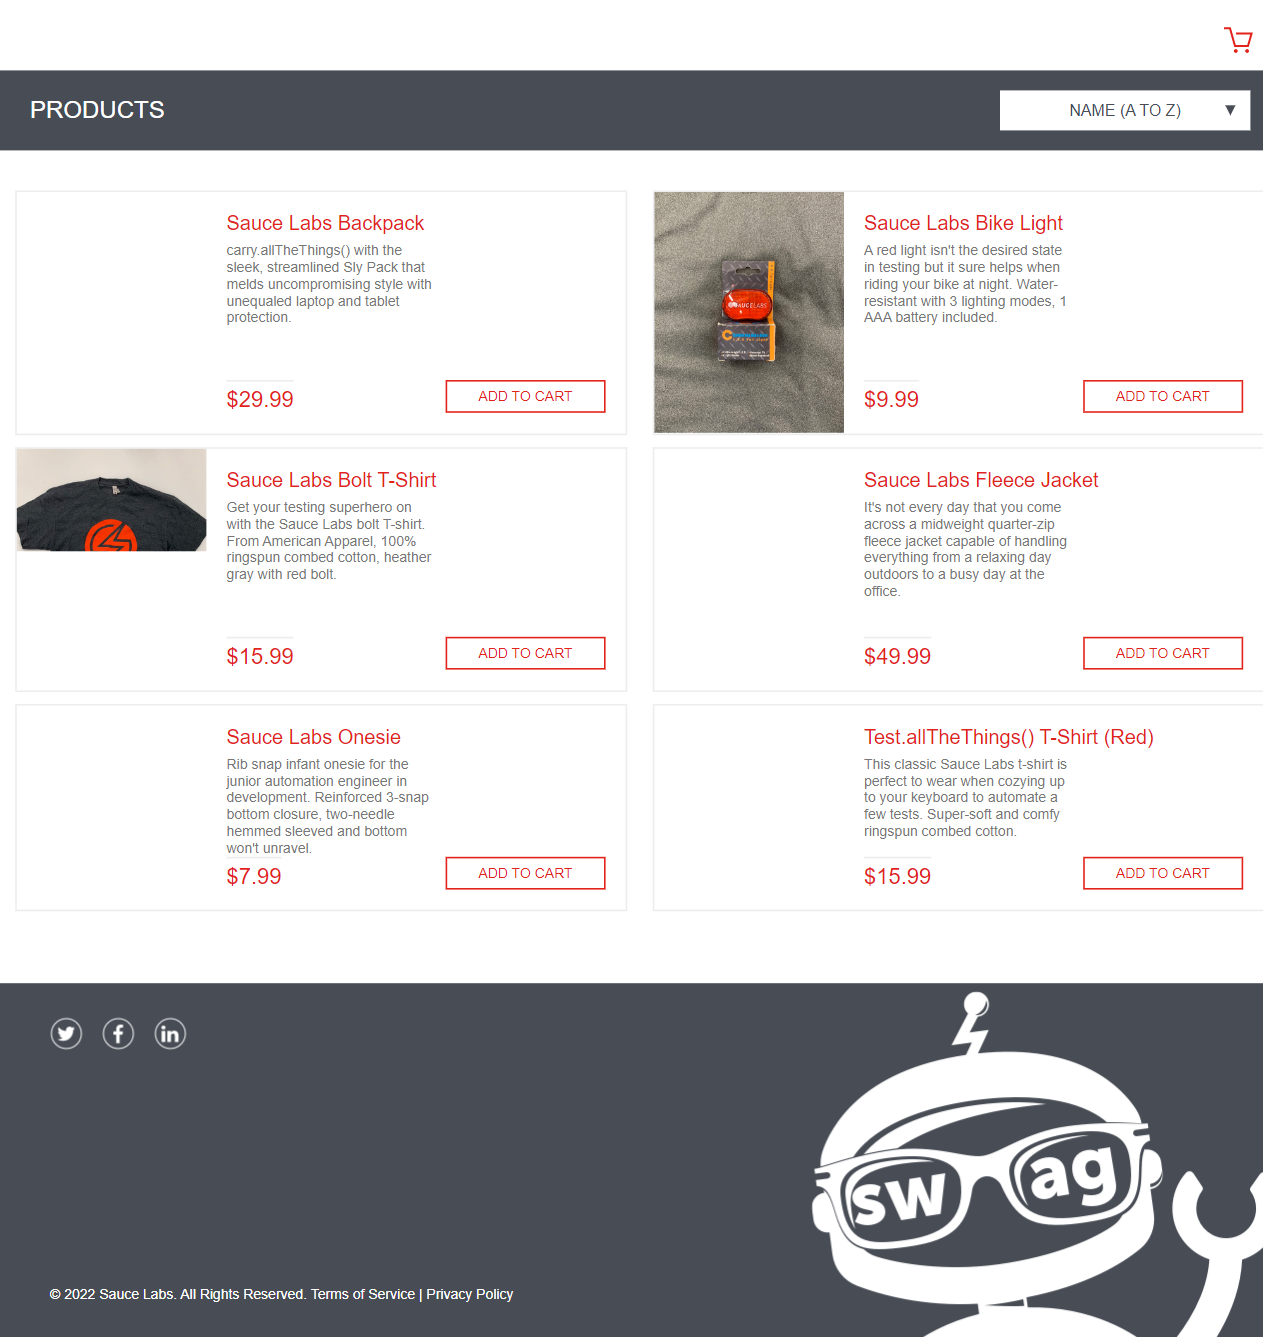 PRODUCTS
NAME (A TO Z)
Sauce Labs Backpack
carry.allTheThings() with the
sleek, streamlined Sly Pack that
melds uncompromising style with
unequaled laptop and tablet
protection.
$29.99
ADD TO CART
SAUCELABS
Sauce Labs Bike Light
A red light isn't the desired state
in testing but it sure helps when
riding your bike at night. Water-
resistant with 3 lighting modes, 1
AAA battery included.
$9.99
ADD TO CART
Sauce Labs Bolt T-Shirt
Get your testing superhero on
with the Sauce Labs bolt T-shirt.
From American Apparel, 100%
ringspun combed cotton, heather
gray with red bolt.
$15.99
ADD TO CART
Sauce Labs Fleece Jacket
It's not every day that you come
across a midweight quarter-zip
fleece jacket capable of handling
everything from a relaxing day
outdoors to a busy day at the
office.
$49.99
ADD TO CART
Sauce Labs Onesie
Rib snap infant onesie for the
junior automation engineer in
development. Reinforced 3-snap
bottom closure, two-needle
hemmed sleeved and bottom
won't unravel.
$7.99
ADD TO CART
Test.allTheThings() T-Shirt (Red)
This classic Sauce Labs t-shirt is
perfect to wear when cozying up
to your keyboard to automate a
few tests. Super-soft and comfy
ringspun combed cotton.
$15.99
ADD TO CART
sw ag
© 2022 Sauce Labs. All Rights Reserved. Terms of Service | Privacy Policy